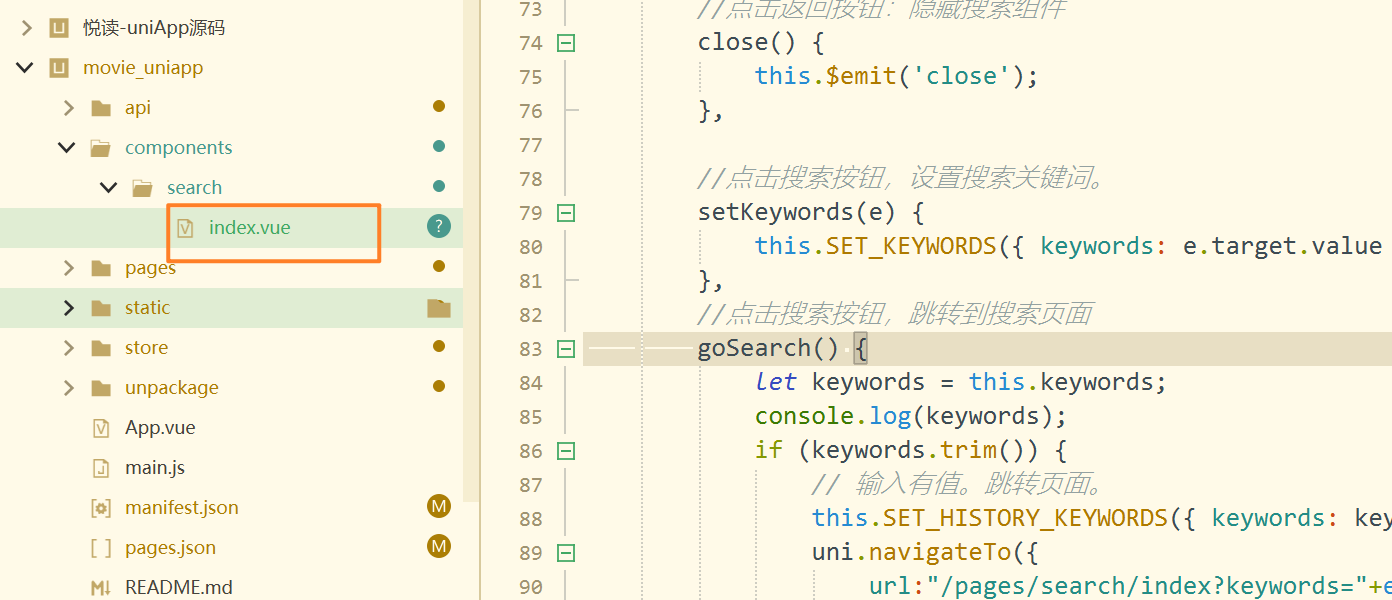 悦读-uniApp源码
movie_uniapp
api
components
search
index.vue
?
pages
static
store
unpackage
App.vue
main.js
manifest.json
M
pages.json
M
README.md
73 //点击返回按钮：隐藏搜索组件
74 close() {
75 this.$emit('close');
76 },
77
78 //点击搜索按钮，设置搜索关键词。
79 setKeywords(e) {
80 this.SET_KEYWORDS({ keywords: e.target.value
81 },
82 //点击搜索按钮，跳转到搜索页面
83 goSearch() {
84 let keywords = this.keywords;
85 console.log(keywords);
86 if (keywords.trim()) {
87 // 输入有值。跳转页面。
88 this.SET_HISTORY_KEYWORDS({ keywords: key
89 uni.navigateTo({
90 url:"/pages/search/index?keywords="+e